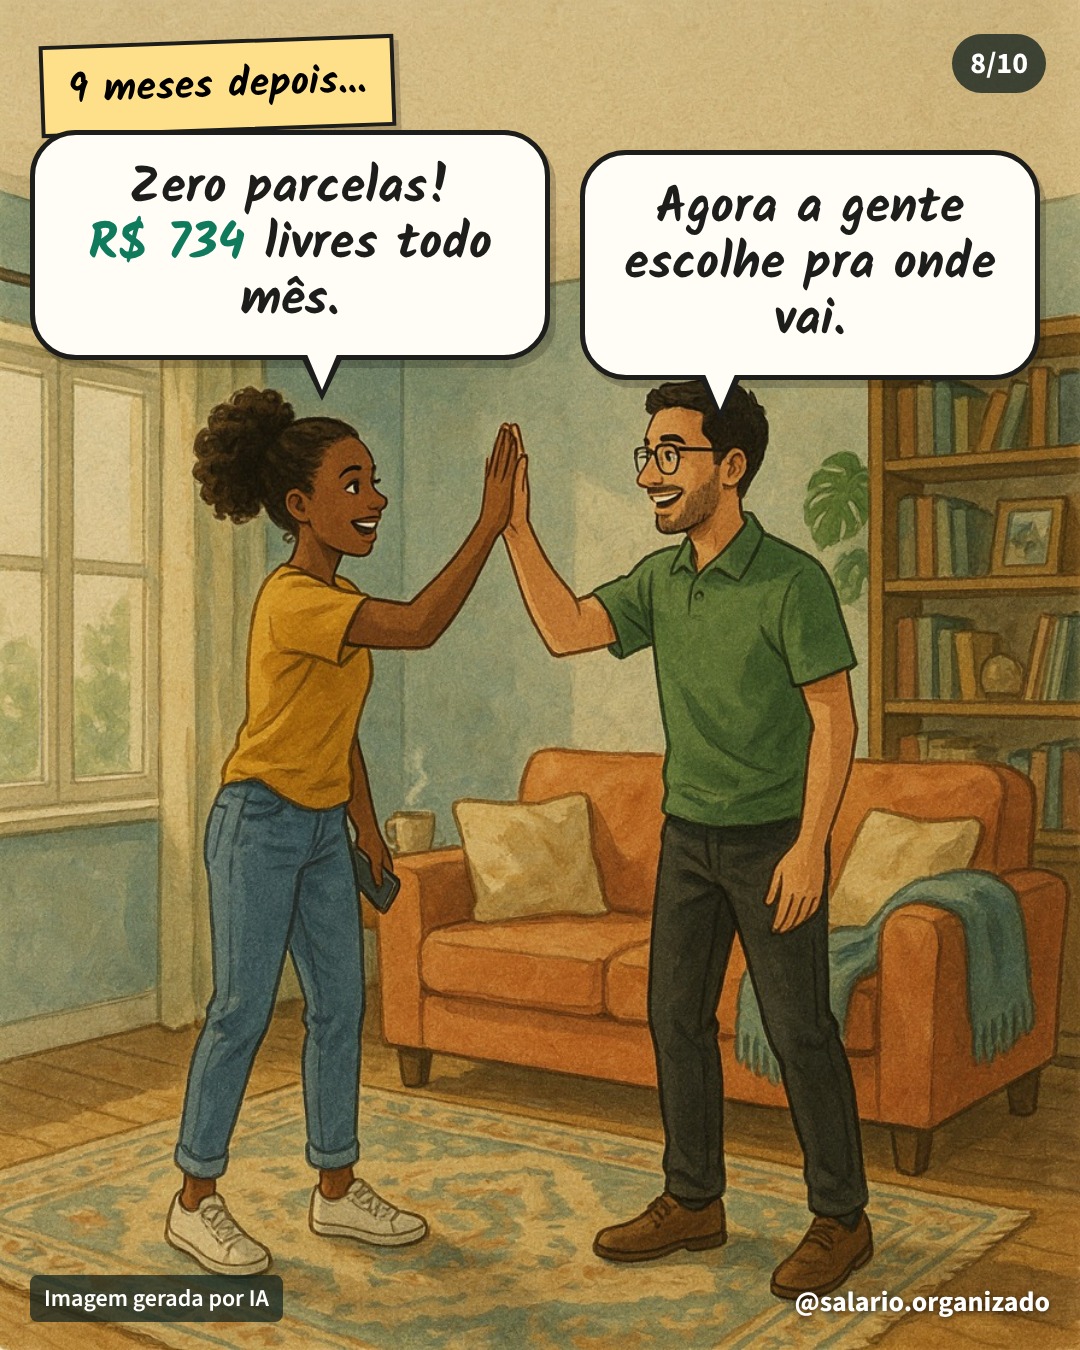 9 meses depois...
8/10
Zero parcelas!
R$ 734 livres todo
mês.
Agora a gente
escolhe pra onde
vai.
Imagem gerada por IA
@salario.organizado